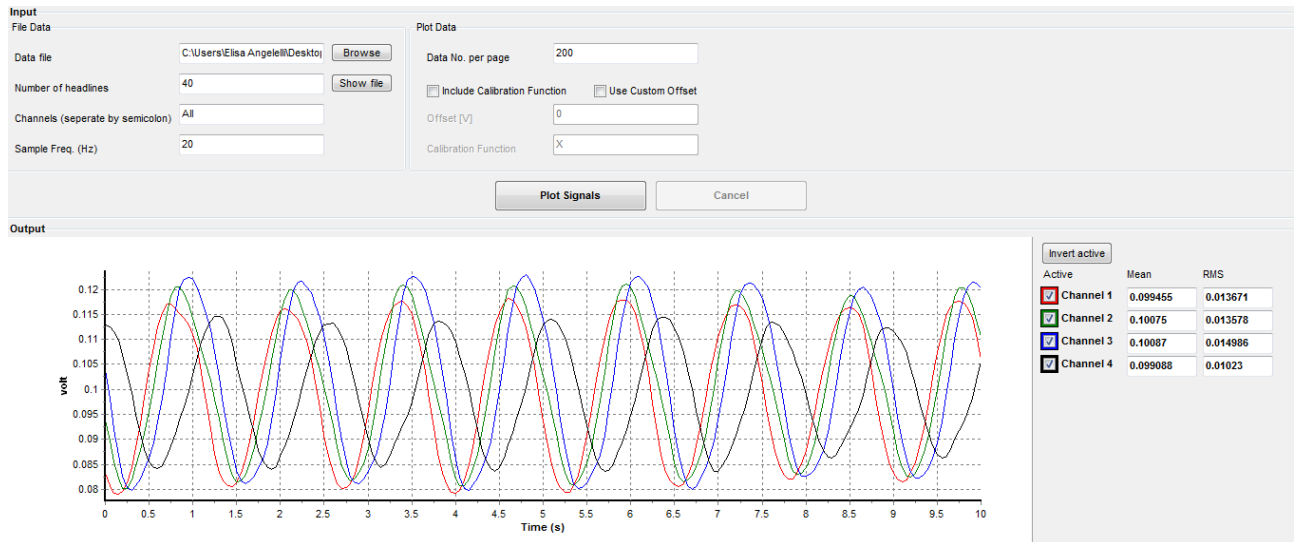 Input
File Data
Plot Data
Data file
C:\Users\Elisa Angelelli\Desktop
Browse
Data No. per page
200
Number of headlines
40
Show file
Include Calibration Function
Use Custom Offset
Channels (seperate by semicolon)
All
Offset [V]
0
Sample Freq. (Hz)
20
Calibration Function
X
Plot Signals
Cancel
Output
Invert active
Active Mean RMS
Channel 1 0.099455 0.013671
Channel 2 0.10075 0.013578
Channel 3 0.10087 0.014986
Channel 4 0.099088 0.01023
volt
0.12
0.115
0.11
0.105
0.1
0.095
0.09
0.085
0.08
0 0.5 1 1.5 2 2.5 3 3.5 4 4.5 5 5.5 6 6.5 7 7.5 8 8.5 9 9.5 10
Time (s)